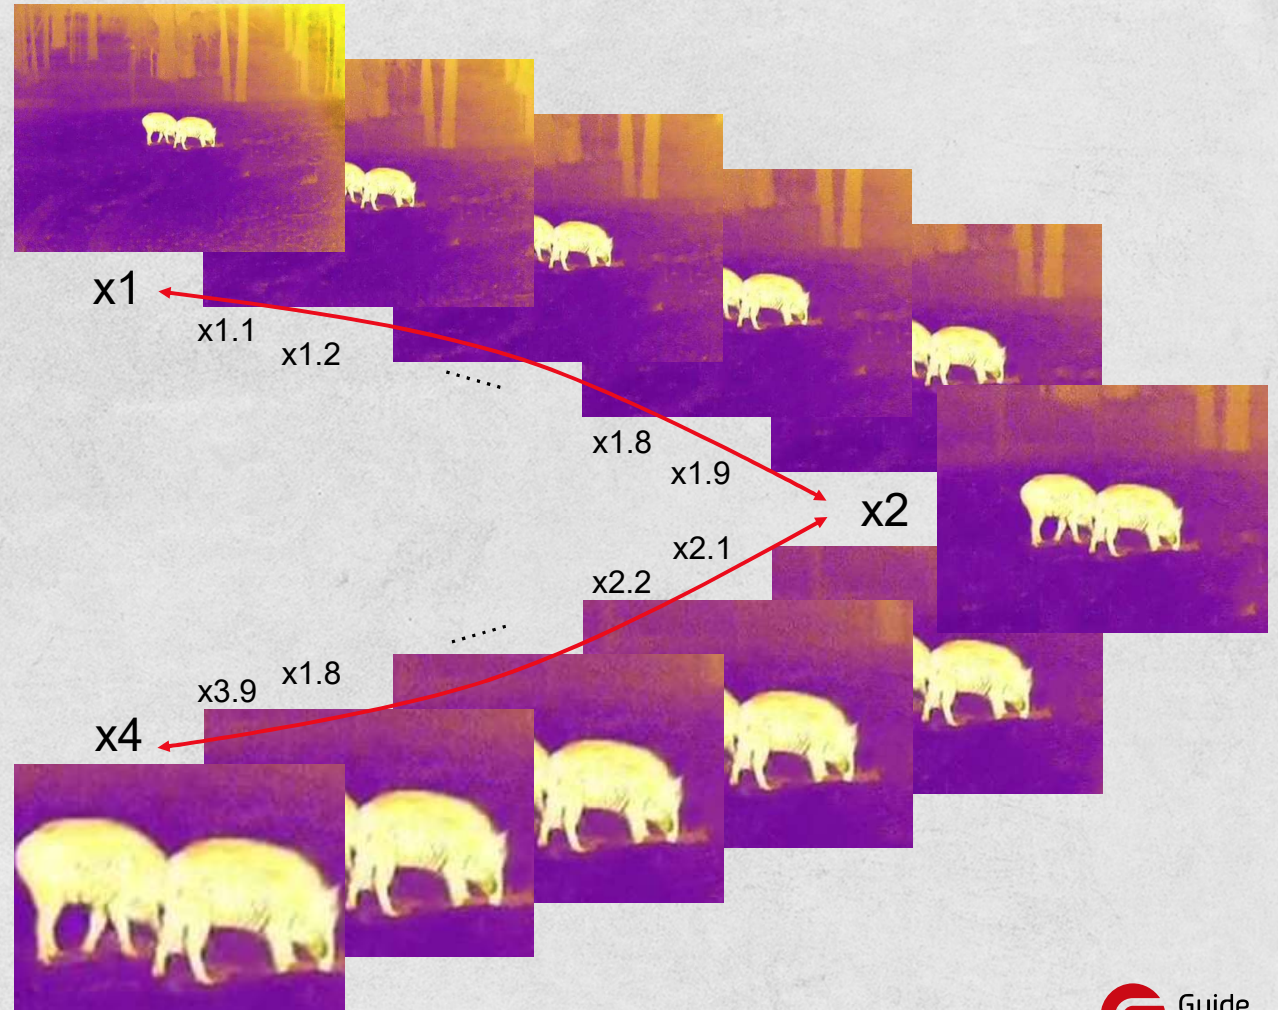 x1
x1.1
x1.2
......
x1.8
x1.9
x2
x2.1
x2.2
......
x1.8
x3.9
x4
Guide